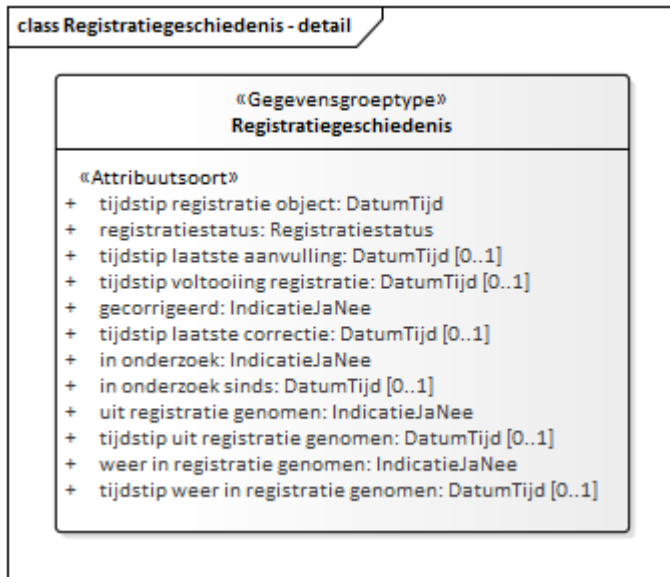 class Registratiegeschiedenis - detail
«Gegevensgroeptype»
Registratiegeschiedenis
«Attribuutsoort»
+ tijdstip registratie object: DatumTijd
+ registratiestatus: Registratiestatus
+ tijdstip laatste aanvulling: DatumTijd [0..1]
+ tijdstip voltooiing registratie: DatumTijd [0..1]
+ gecorrigeerd: IndicatieJaNee
+ tijdstip laatste correctie: DatumTijd [0..1]
+ in onderzoek: IndicatieJaNee
+ in onderzoek sinds: DatumTijd [0..1]
+ uit registratie genomen: IndicatieJaNee
+ tijdstip uit registratie genomen: DatumTijd [0..1]
+ weer in registratie genomen: IndicatieJaNee
+ tijdstip weer in registratie genomen: DatumTijd [0..1]